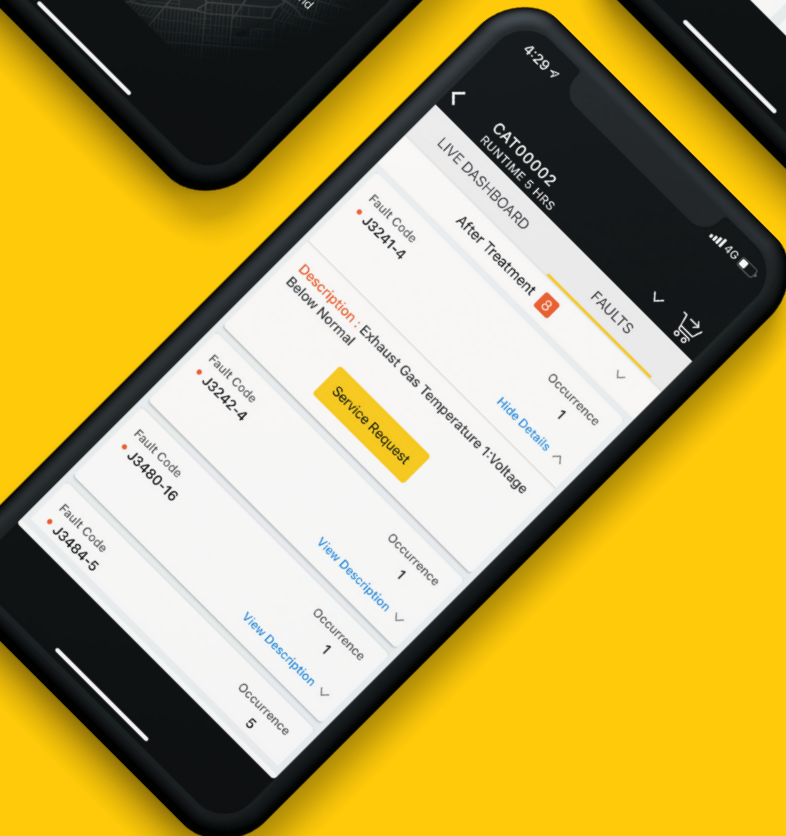 nd
4:29
4G
CAT00002
RUNTIME 5 HRS
LIVE DASHBOARD
FAULTS
After Treatment 8
Fault Code
J3241-4
Occurrence
1
Hide Details
Description : Exhaust Gas Temperature 1:Voltage
Below Normal
Service Request
Fault Code
J3242-4
Occurrence
1
View Description
Fault Code
J3480-16
Occurrence
1
View Description
Fault Code
J3484-5
Occurrence
5